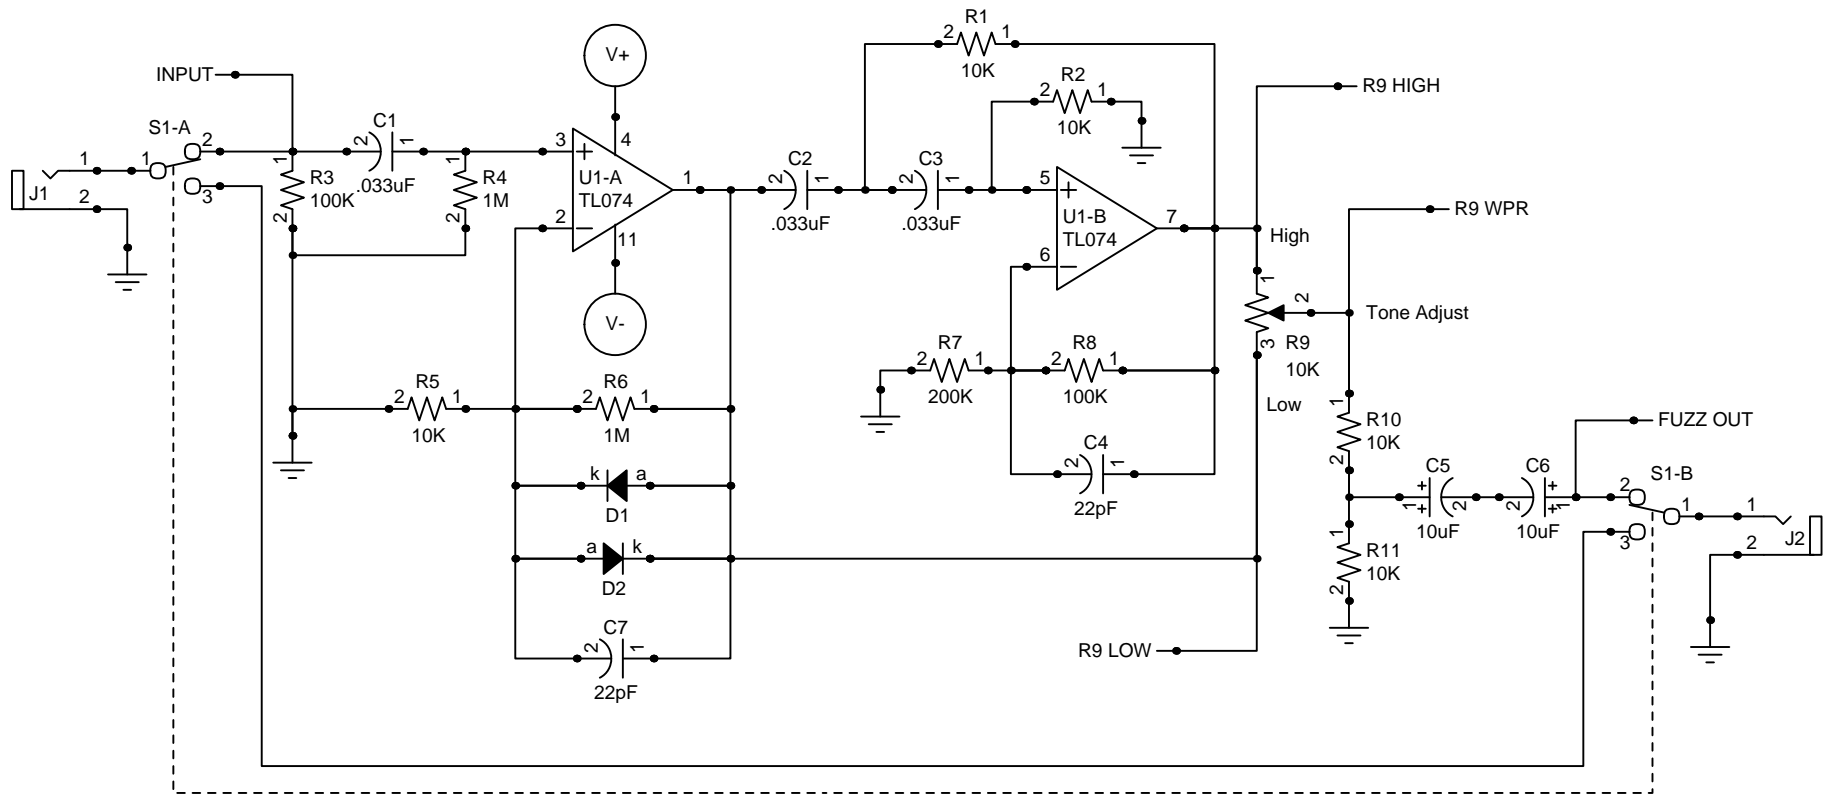 R1
2 1
10K
V+
INPUT
R2
2 1
10K
R9 HIGH
S1-A
C1
2 1
.033uF
3
+
4
U1-A
TL074
1
2
−
11
V-
1
1
2
3
J1
2
1
R3
100K
2
1
R4
1M
2
C2
2 1
.033uF
C3
2 1
.033uF
5
+
U1-B
TL074
7
6
−
High
R9 WPR
1
2
Tone Adjust
3
R9
10K
Low
R7
2 1
200K
R8
2 1
100K
R5
2 1
10K
R6
2 1
1M
C4
2 1
22pF
1
R10
10K
2
FUZZ OUT
C5
+ +
1 2
10uF
C6
+ +
2 1
10uF
S1-B
2
1
3
1
J2
2
k a
D1
a k
D2
1
R11
10K
2
C7
2 1
22pF
R9 LOW